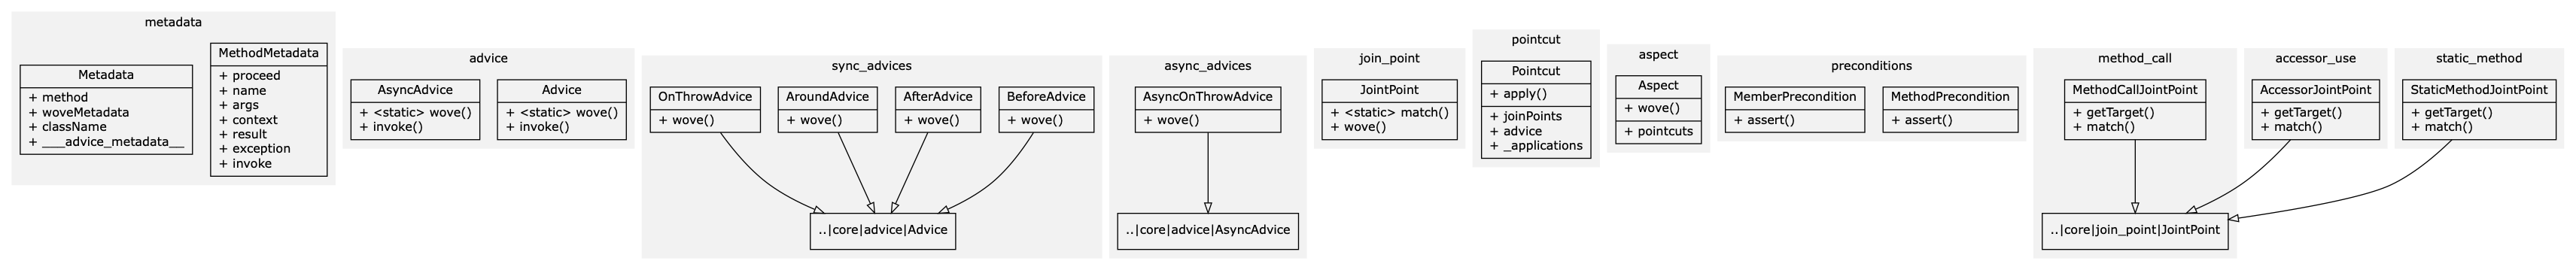 metadata
Metadata
+ method
+ woveMetadata
+ className
+ ___advice_metadata__
MethodMetadata
+ proceed
+ name
+ args
+ context
+ result
+ exception
+ invoke
advice
AsyncAdvice
+ <static> wove()
+ invoke()
Advice
+ <static> wove()
+ invoke()
sync_advices
OnThrowAdvice
+ wove()
AroundAdvice
+ wove()
AfterAdvice
+ wove()
BeforeAdvice
+ wove()
..|core|advice|Advice
async_advices
AsyncOnThrowAdvice
+ wove()
..|core|advice|AsyncAdvice
join_point
JointPoint
+ <static> match()
+ wove()
pointcut
Pointcut
+ apply()
+ joinPoints
+ advice
+ _applications
aspect
Aspect
+ wove()
+ pointcuts
preconditions
MemberPrecondition
+ assert()
MethodPrecondition
+ assert()
method_call
MethodCallJointPoint
+ getTarget()
+ match()
..|core|join_point|JointPoint
accessor_use
AccessorJointPoint
+ getTarget()
+ match()
static_method
StaticMethodJointPoint
+ getTarget()
+ match()